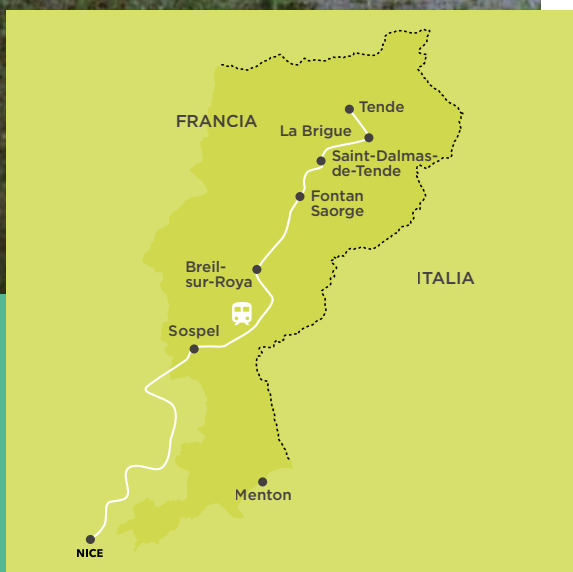 Tende
FRANCIA
La Brigue
Saint-Dalmas-
de-Tende
Fontan
Saorge
Breil-
sur-Roya
ITALIA
Sospel
Menton
NICE